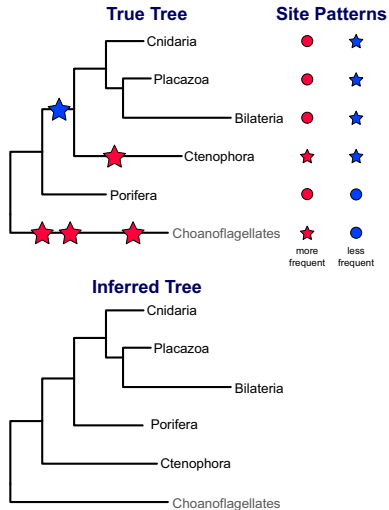 True Tree
Site Patterns
Cnidaria
Placazoa
Bilateria
Ctenophora
Porifera
Choanoflagellates
more
frequent
less
frequent
Inferred Tree
Cnidaria
Placazoa
Bilateria
Porifera
Ctenophora
Choanoflagellates